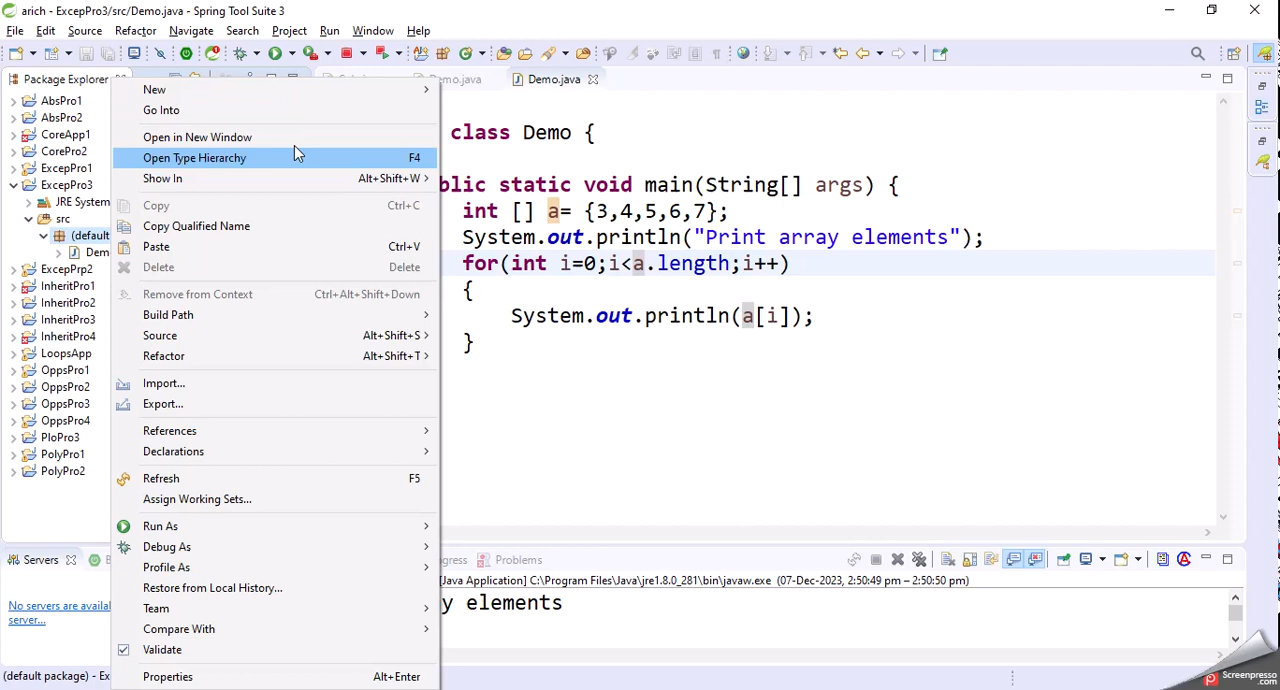 arich - ExcepPro3/src/Demo.java - Spring Tool Suite 3
File Edit Source Refactor Navigate Search Project Run Window Help
Package Explorer
Demo.java
AbsPro1
AbsPro2
CoreApp1
CorePro2
ExcepPro1
ExcepPro3
JRE System
src
(default
Dem
ExcepPrp2
InheritPro1
InheritPro2
InheritPro3
InheritPro4
LoopsApp
OppsPro1
OppsPro2
OppsPro3
OppsPro4
PloPro3
PolyPro1
PolyPro2
New
Go Into
Open in New Window
Open Type Hierarchy F4
Show In Alt+Shift+W
Copy Ctrl+C
Copy Qualified Name
Paste Ctrl+V
Delete Delete
Remove from Context Ctrl+Alt+Shift+Down
Build Path
Source Alt+Shift+S
Refactor Alt+Shift+T
Import...
Export...
References
Declarations
Refresh F5
Assign Working Sets...
Run As
Debug As
Profile As
Restore from Local History...
Team
Compare With
Validate
Properties Alt+Enter
emo.java
class Demo {
blic static void main(String[] args) {
int [] a= {3,4,5,6,7};
System.out.println("Print array elements");
for(int i=0;i<a.length;i++)
{
System.out.println(a[i]);
}
Servers
gress
Problems
No servers are availal
server...
[Java Application] C:\Program Files\Java\jre1.8.0_281\bin\javaw.exe (07-Dec-2023, 2:50:49 pm – 2:50:50 pm)
y elements
(default package) - Ex
Screenpresso
.com